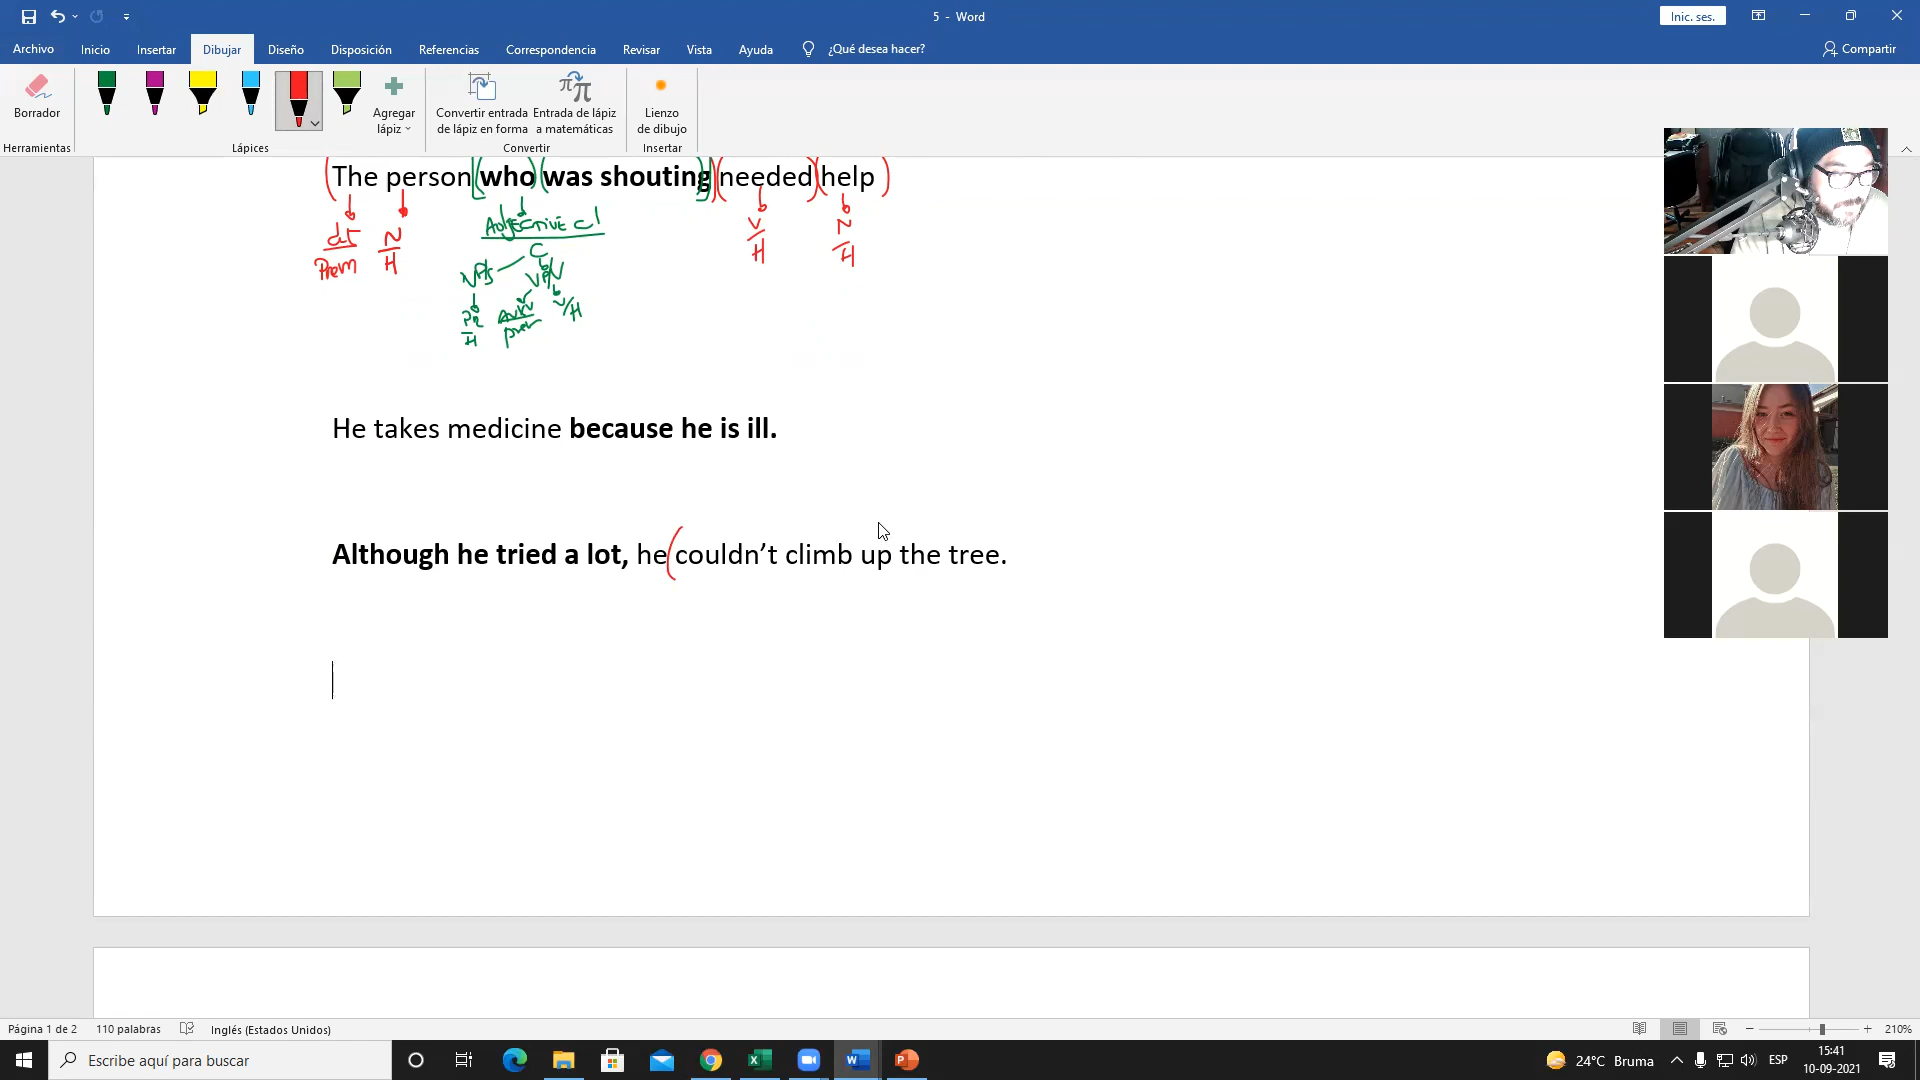 5 - Word
Inic. ses.
Archivo Inicio Insertar Dibujar Diseño Disposición Referencias Correspondencia Revisar Vista Ayuda ¿Qué desea hacer? Compartir
Borrador
Agregar lápiz
Convertir entrada de lápiz en forma
Entrada de lápiz a matemáticas
Lienzo de dibujo
Herramientas Lápices Convertir Insertar
(The person [(who) (was shouting)]) (needed) (help)
Adjective cl
N
H
V
H
N
H
C
V/H
H
He takes medicine because he is ill.
Although he tried a lot, he (couldn’t climb up the tree.
Página 1 de 2 110 palabras Inglés (Estados Unidos) 210%
Escribe aquí para buscar
24°C Bruma ESP 15:41
10-09-2021